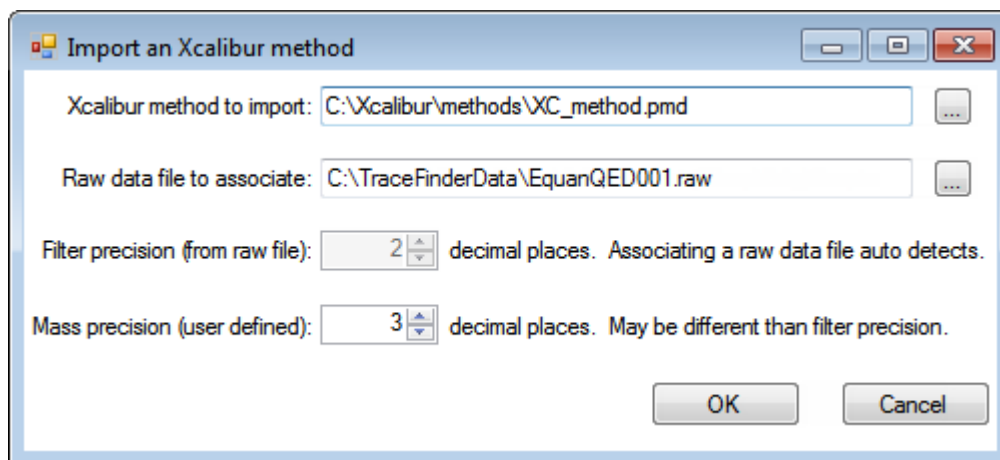 Import an Xcalibur method
Xcalibur method to import: C:\Xcalibur\methods\XC_method.pmd ...
Raw data file to associate: C:\TraceFinderData\EquanQED001.raw ...
Filter precision (from raw file): 2 decimal places. Associating a raw data file auto detects.
Mass precision (user defined): 3 decimal places. May be different than filter precision.
OK Cancel